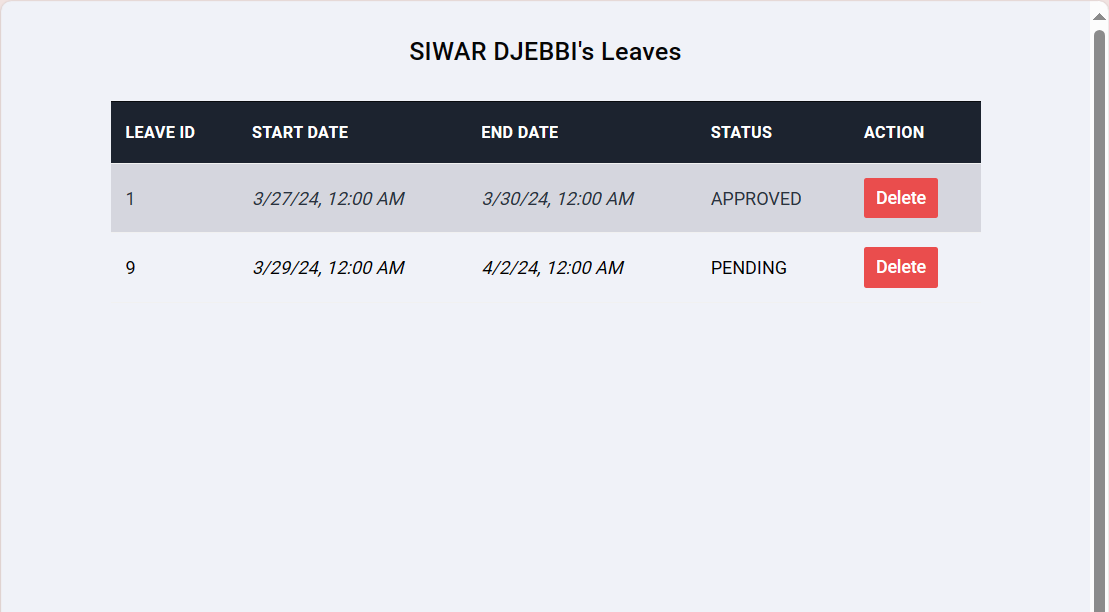 SIWAR DJEBBI's Leaves
LEAVE ID START DATE END DATE STATUS ACTION
1 3/27/24, 12:00 AM 3/30/24, 12:00 AM APPROVED Delete
9 3/29/24, 12:00 AM 4/2/24, 12:00 AM PENDING Delete